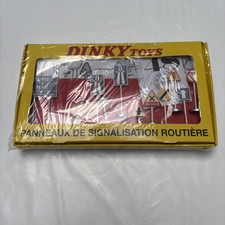 DINKY TOYS
PANNEAUX DE SIGNALISATION ROUTIÈRE